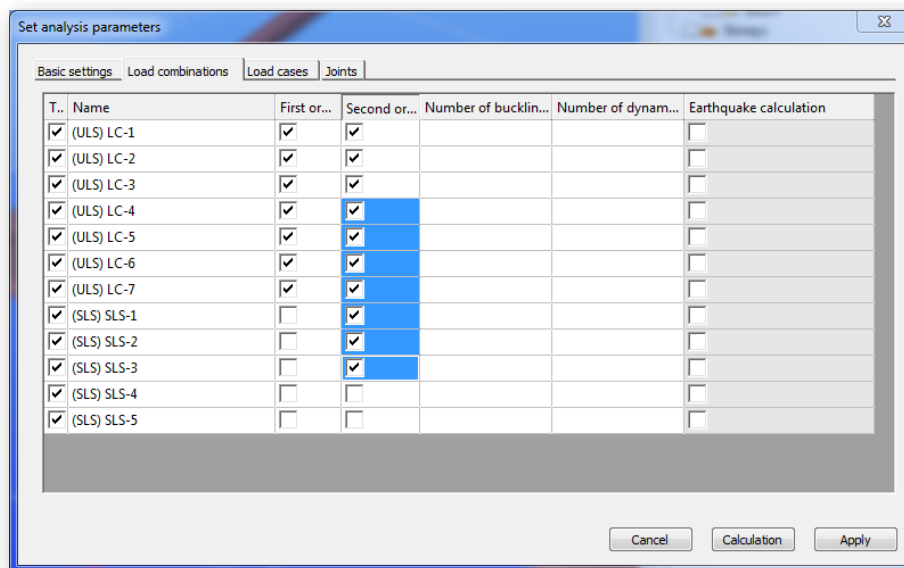 Set analysis parameters
Basic settings Load combinations Load cases Joints
T.. Name First or... Second or... Number of bucklin... Number of dynam... Earthquake calculation
(ULS) LC-1
(ULS) LC-2
(ULS) LC-3
(ULS) LC-4
(ULS) LC-5
(ULS) LC-6
(ULS) LC-7
(SLS) SLS-1
(SLS) SLS-2
(SLS) SLS-3
(SLS) SLS-4
(SLS) SLS-5
Cancel Calculation Apply